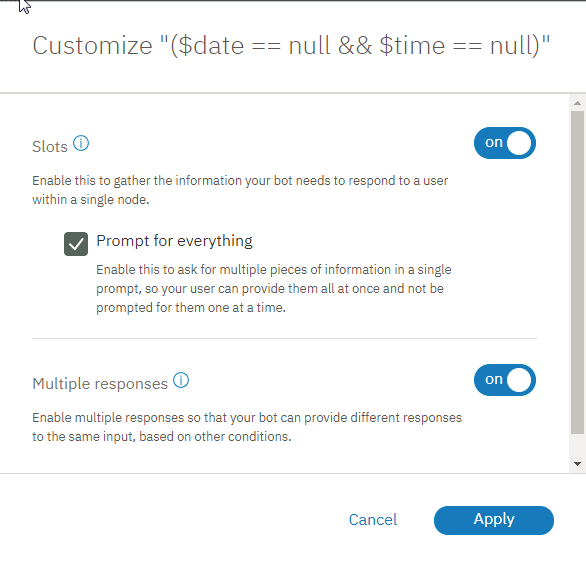 Customize "($date == null && $time == null)"
Slots
on
Enable this to gather the information your bot needs to respond to a user
within a single node.
Prompt for everything
Enable this to ask for multiple pieces of information in a single
prompt, so your user can provide them all at once and not be
prompted for them one at a time.
Multiple responses
on
Enable multiple responses so that your bot can provide different responses
to the same input, based on other conditions.
Cancel
Apply